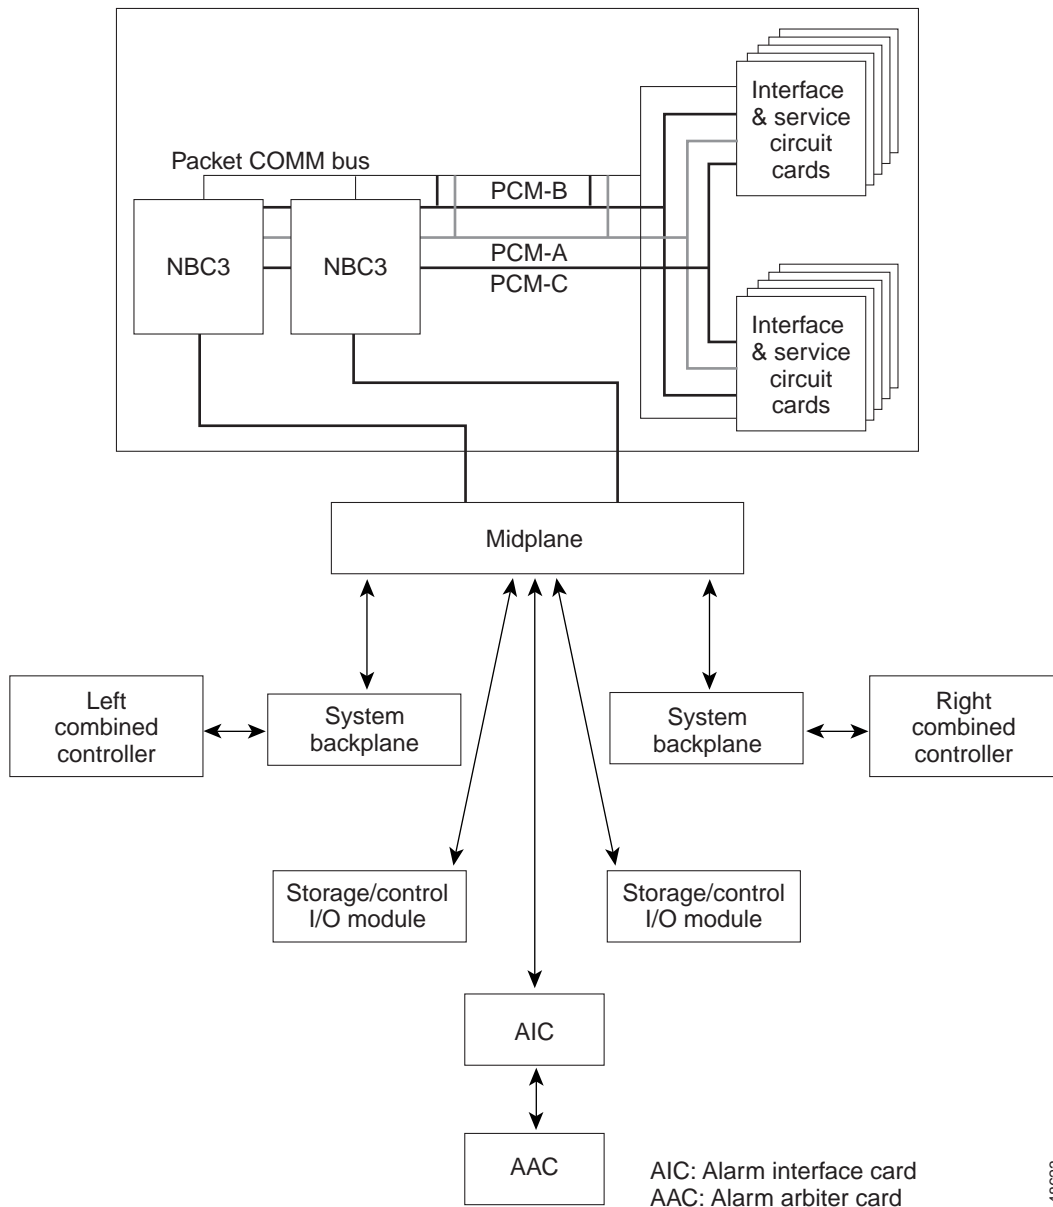 Interface
& service
circuit
cards
Packet COMM bus
PCM-B
NBC3
NBC3
PCM-A
PCM-C
Interface
& service
circuit
cards
Midplane
Left
combined
controller
System
backplane
System
backplane
Right
combined
controller
Storage/control
I/O module
Storage/control
I/O module
AIC
AAC
AIC: Alarm interface card
AAC: Alarm arbiter card